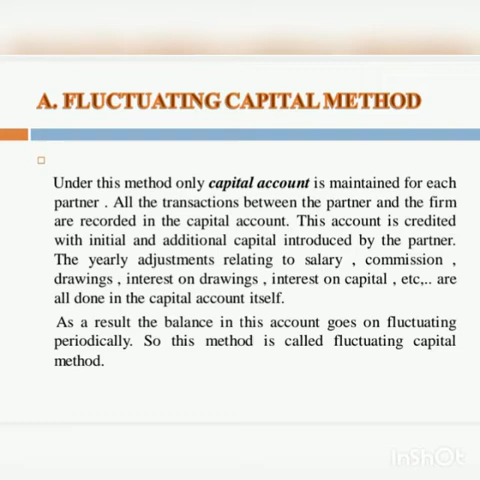 A. FLUCTUATING CAPITAL METHOD
Under this method only capital account is maintained for each
partner . All the transactions between the partner and the firm
are recorded in the capital account. This account is credited
with initial and additional capital introduced by the partner.
The yearly adjustments relating to salary , commission ,
drawings , interest on drawings , interest on capital , etc,.. are
all done in the capital account itself.
As a result the balance in this account goes on fluctuating
periodically. So this method is called fluctuating capital
method.
InShOt